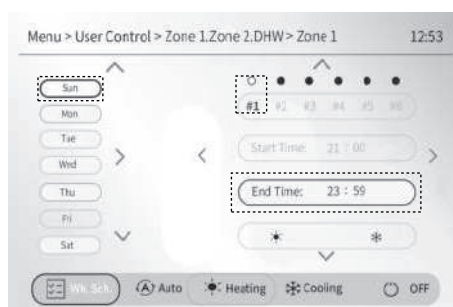 Menu > User Control > Zone 1.Zone 2.DHW > Zone 1 12:53
Sun
Mon
Tae
Wed
Thu
Fri
Sat
#1 #2 #3 #4 #5 #6
Start Time: 21 : 00
End Time: 23 : 59
Wk. Sch. Auto Heating Cooling OFF